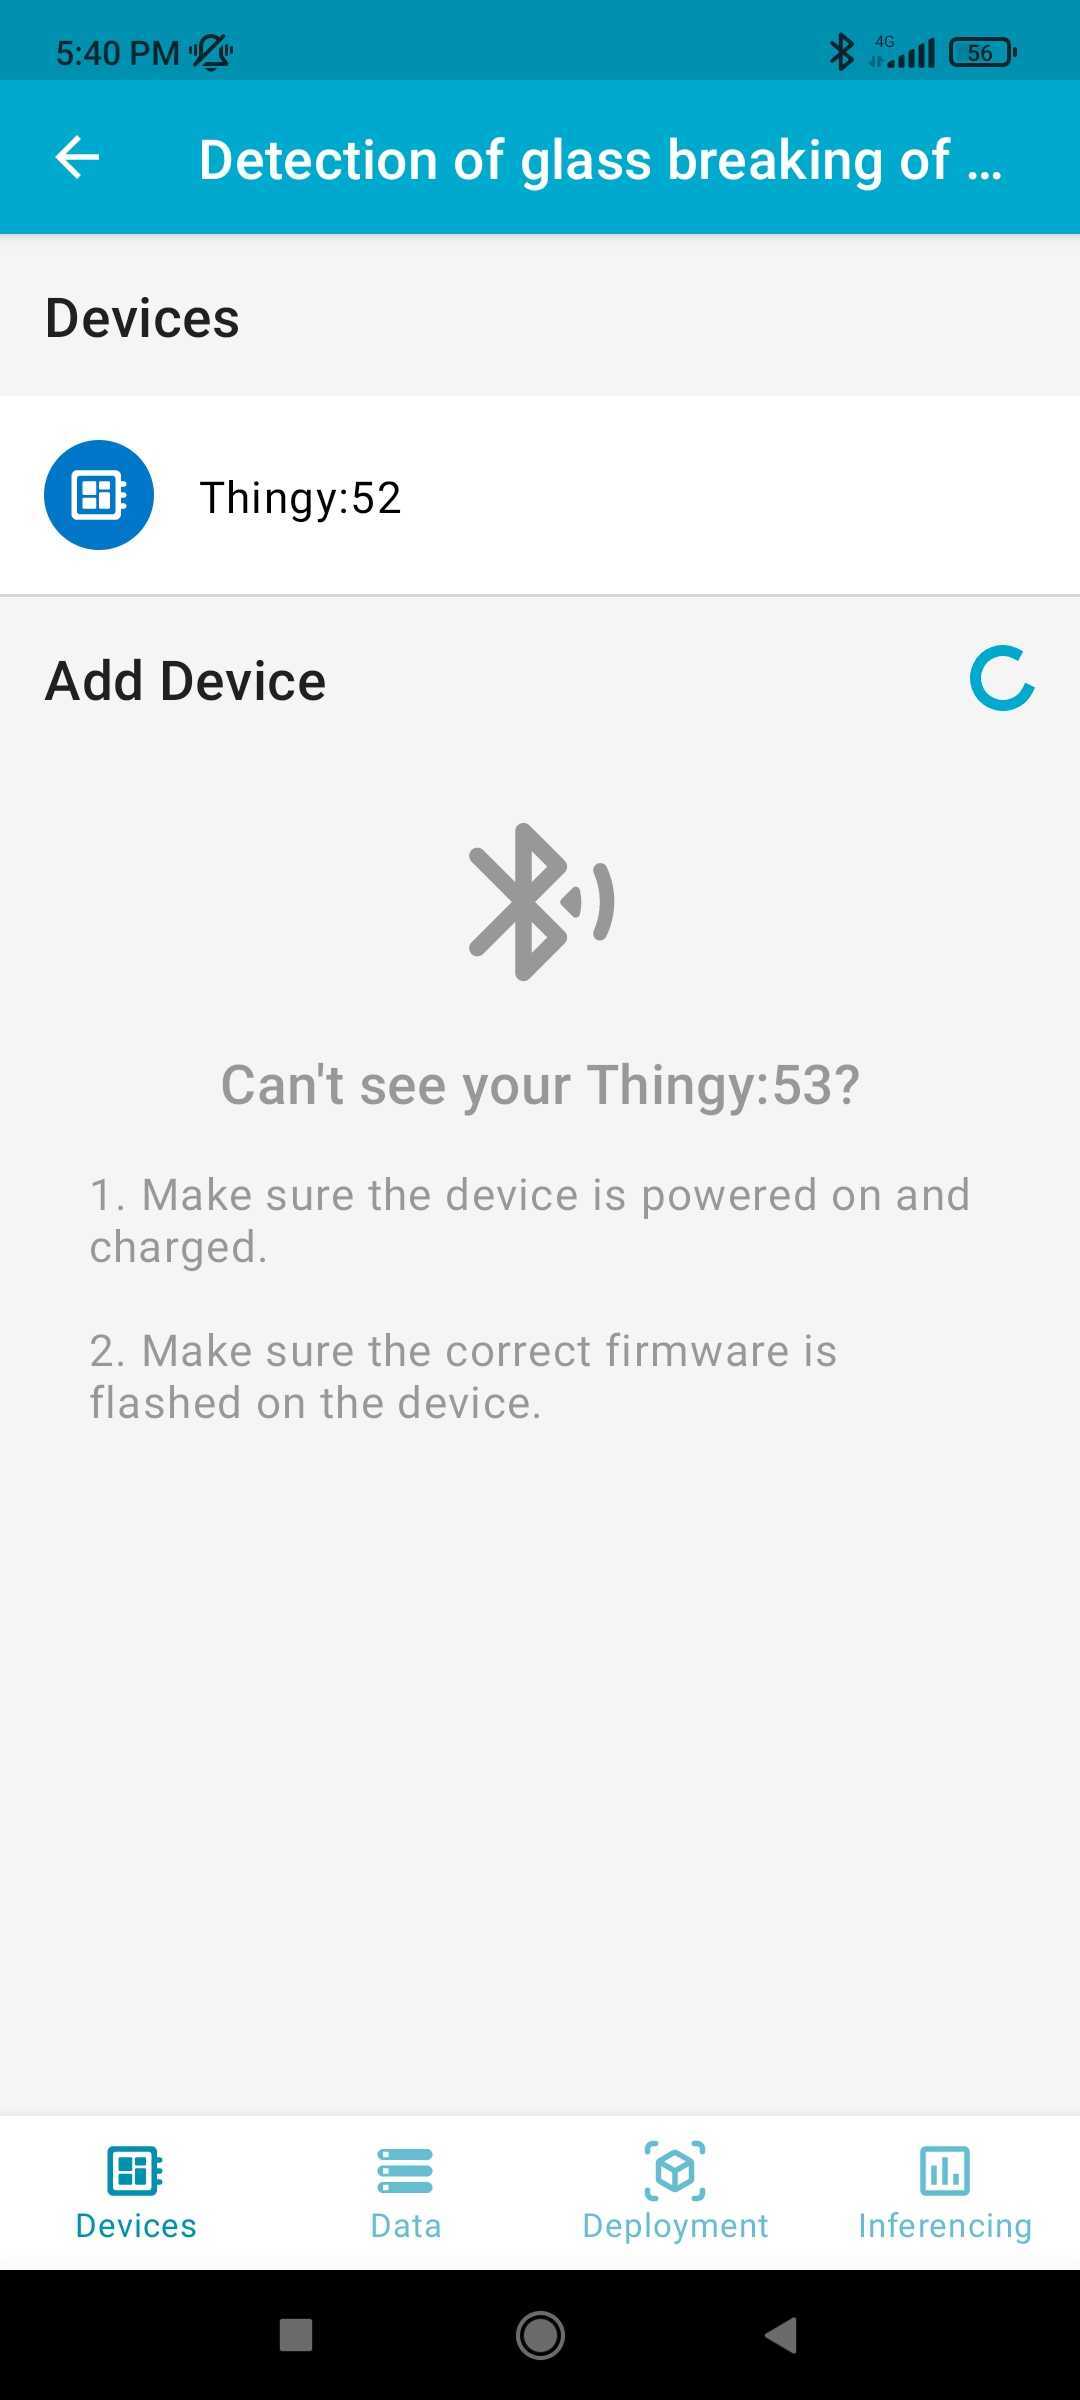 5:40 PM
4G
56
Detection of glass breaking of ...
Devices
Thingy:52
Add Device
Can't see your Thingy:53?
1. Make sure the device is powered on and
charged.
2. Make sure the correct firmware is
flashed on the device.
Devices
Data
Deployment
Inferencing